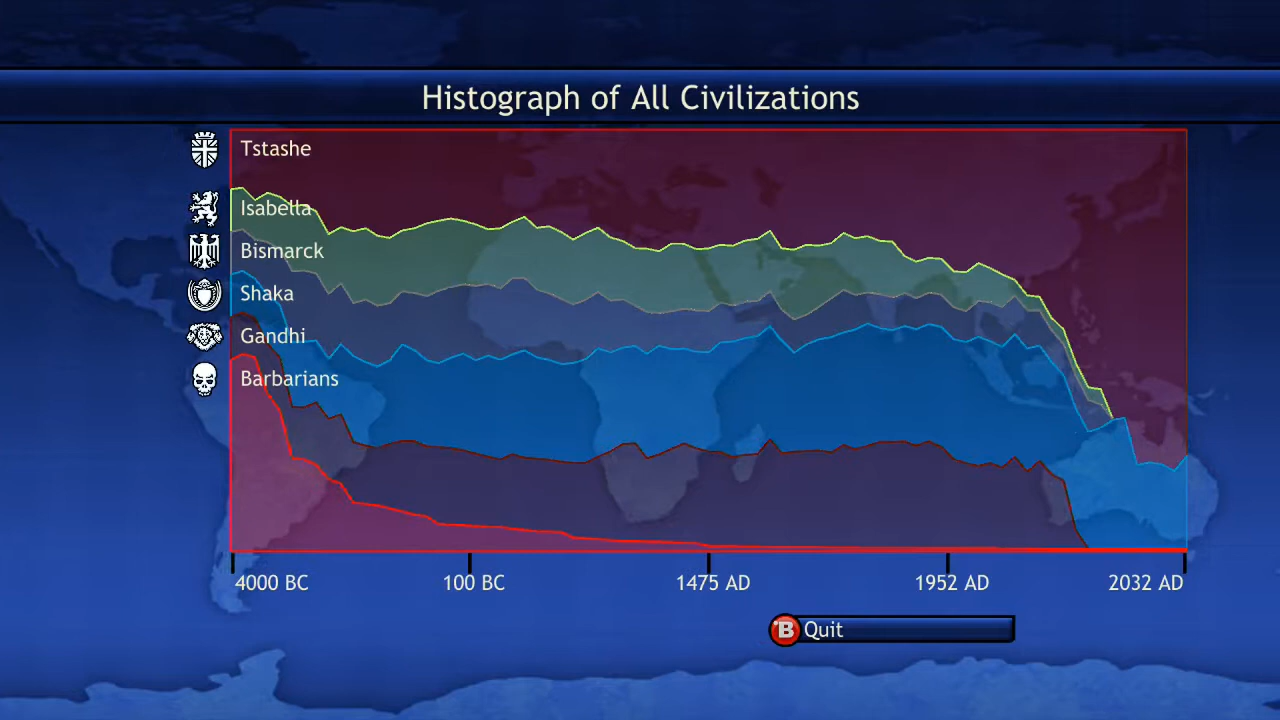 Histograph of All Civilizations
Tstashe
Isabella
Bismarck
Shaka
Gandhi
Barbarians
4000 BC 100 BC 1475 AD 1952 AD 2032 AD
B Quit